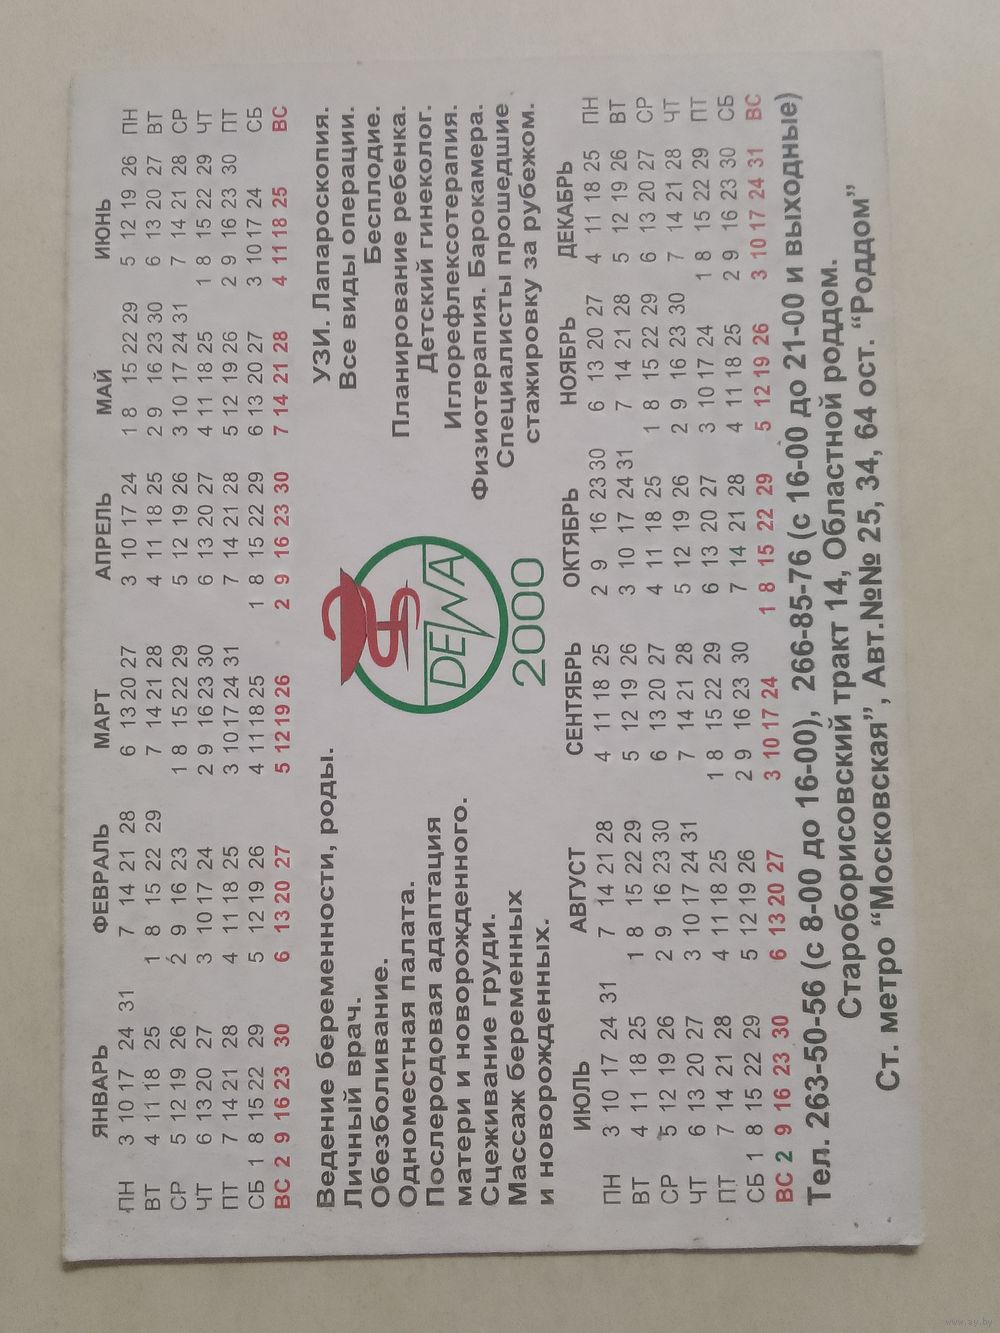 ЯНВАРЬ ФЕВРАЛЬ МАРТ АПРЕЛЬ МАЙ ИЮНЬ
ПН 3 10 17 24 31 7 14 21 28 6 13 20 27 3 10 17 24 1 8 15 22 29 5 12 19 26 ПН
ВТ 4 11 18 25 1 8 15 22 29 7 14 21 28 4 11 18 25 2 9 16 23 30 6 13 20 27 ВТ
СР 5 12 19 26 2 9 16 23 1 8 15 22 29 5 12 19 26 3 10 17 24 31 7 14 21 28 СР
ЧТ 6 13 20 27 3 10 17 24 2 9 16 23 30 6 13 20 27 4 11 18 25 1 8 15 22 29 ЧТ
ПТ 7 14 21 28 4 11 18 25 3 10 17 24 31 7 14 21 28 5 12 19 26 2 9 16 23 30 ПТ
СБ 1 8 15 22 29 5 12 19 26 4 11 18 25 1 8 15 22 29 6 13 20 27 3 10 17 24 СБ
ВС 2 9 16 23 30 6 13 20 27 5 12 19 26 2 9 16 23 30 7 14 21 28 4 11 18 25 ВС
Ведение беременности, роды.
Личный врач.
Обезболивание.
Одноместная палата.
Послеродовая адаптация
матери и новорожденного.
Сцеживание груди.
Массаж беременных
и новорожденных.
DEWA
2000
УЗИ. Лапароскопия.
Все виды операции.
Бесплодие.
Планирование ребенка.
Детский гинеколог.
Иглорефлексотерапия.
Физиотерапия. Барокамера.
Специалисты прошедшие
стажировку за рубежом.
ИЮЛЬ АВГУСТ СЕНТЯБРЬ ОКТЯБРЬ НОЯБРЬ ДЕКАБРЬ
ПН 3 10 17 24 31 7 14 21 28 4 11 18 25 2 9 16 23 30 6 13 20 27 4 11 18 25 ПН
ВТ 4 11 18 25 1 8 15 22 29 5 12 19 26 3 10 17 24 31 7 14 21 28 5 12 19 26 ВТ
СР 5 12 19 26 2 9 16 23 30 6 13 20 27 4 11 18 25 1 8 15 22 29 6 13 20 27 СР
ЧТ 6 13 20 27 3 10 17 24 31 7 14 21 28 5 12 19 26 2 9 16 23 30 7 14 21 28 ЧТ
ПТ 7 14 21 28 4 11 18 25 1 8 15 22 29 6 13 20 27 3 10 17 24 1 8 15 22 29 ПТ
СБ 1 8 15 22 29 5 12 19 26 2 9 16 23 30 7 14 21 28 4 11 18 25 2 9 16 23 30 СБ
ВС 2 9 16 23 30 6 13 20 27 3 10 17 24 1 8 15 22 29 5 12 19 26 3 10 17 24 31 ВС
Тел. 263-50-56 (с 8-00 до 16-00), 266-85-76 (с 16-00 до 21-00 и выходные)
Староборисовский тракт 14, Областной роддом.
Ст. метро “Московская”, Авт.№№ 25, 34, 64 ост. “Роддом”
www.ay.by